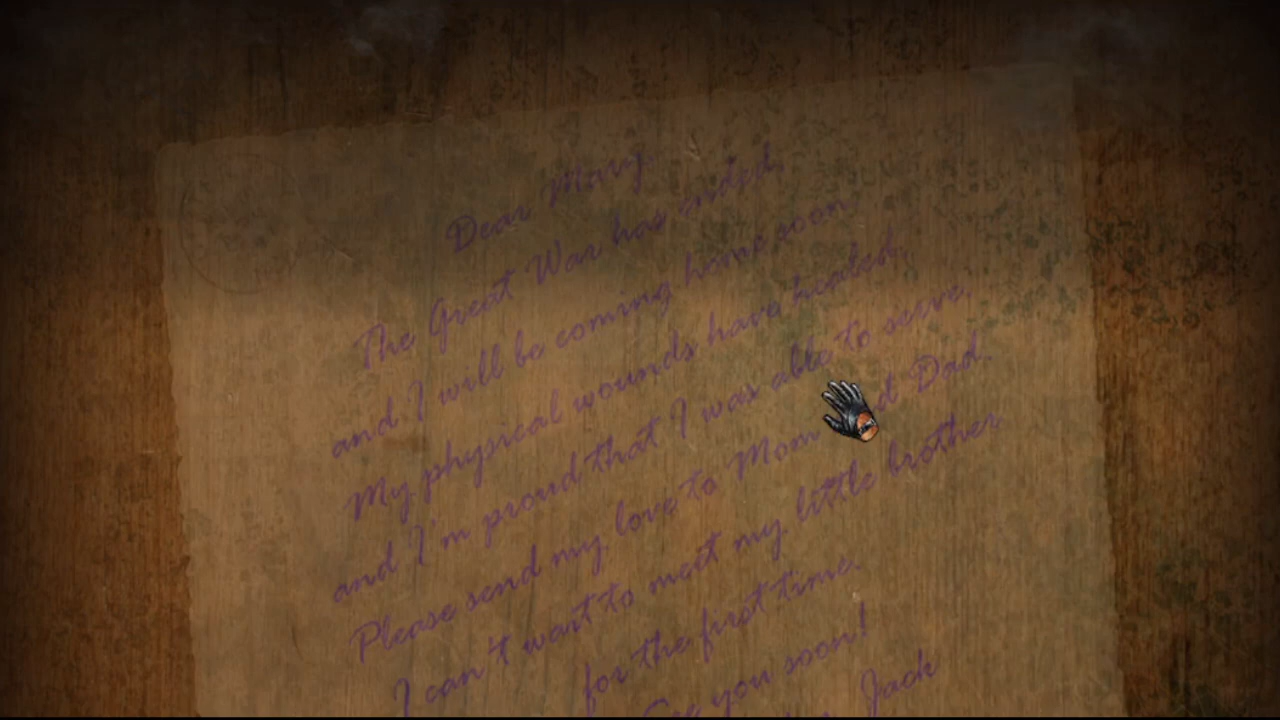 Dear Mary,
The Great War has ended,
and I will be coming home soon.
My physical wounds have healed,
and I'm proud that I was able to serve.
Please send my love to Mom Dad.
I can't wait to meet my little brother
for the first time.
See you soon!
Jack